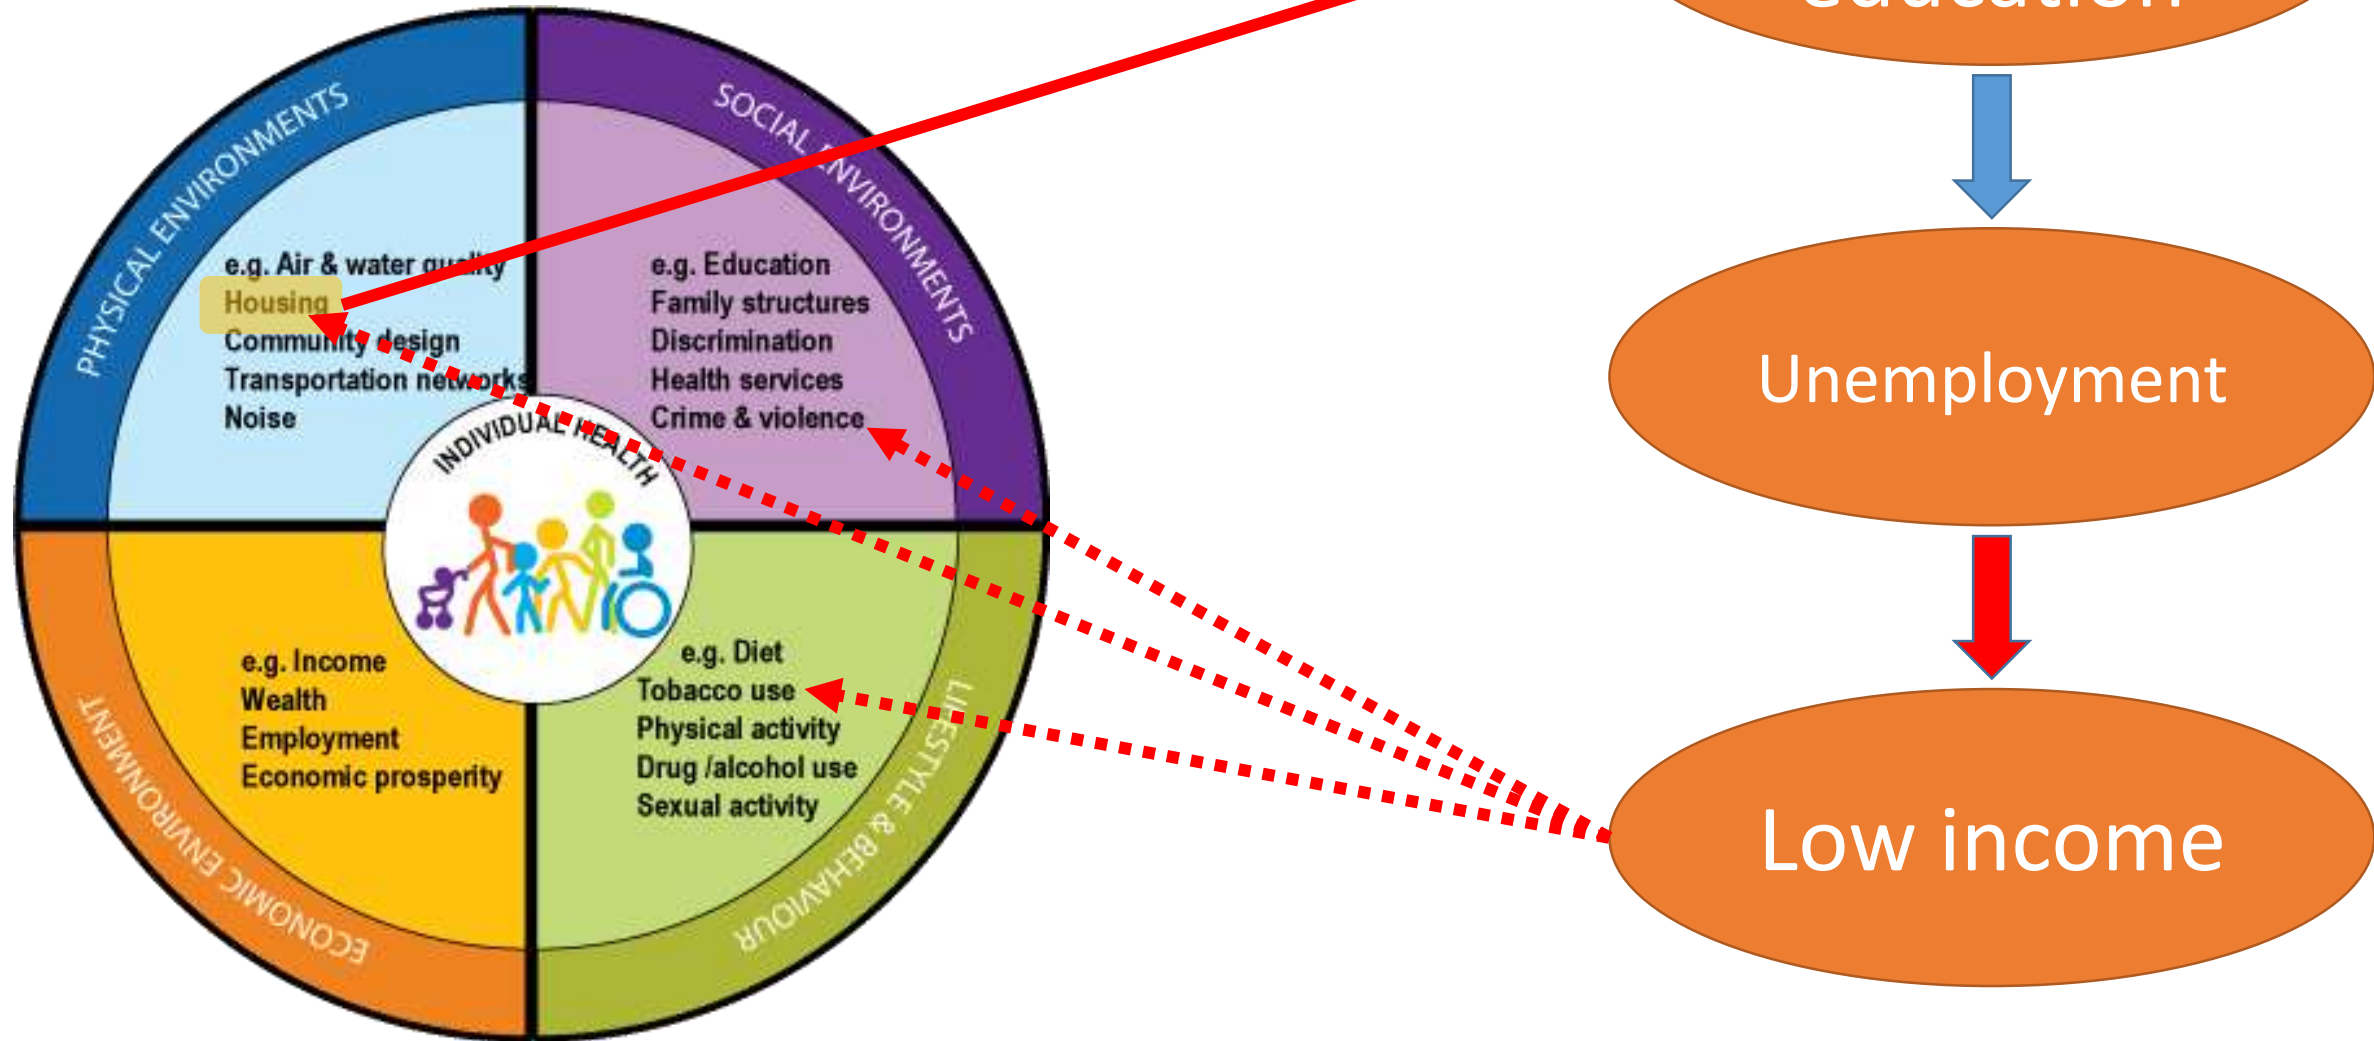 PHYSICAL ENVIRONMENTS
e.g. Air & water quality
Housing
Community design
Transportation networks
Noise
SOCIAL ENVIRONMENTS
e.g. Education
Family structures
Discrimination
Health services
Crime & violence
INDIVIDUAL HEALTH
e.g. Income
Wealth
Employment
Economic prosperity
ECONOMIC ENVIRONMENT
e.g. Diet
Tobacco use
Physical activity
Drug /alcohol use
Sexual activity
LIFESTYLE & BEHAVIOUR
education
Unemployment
Low income